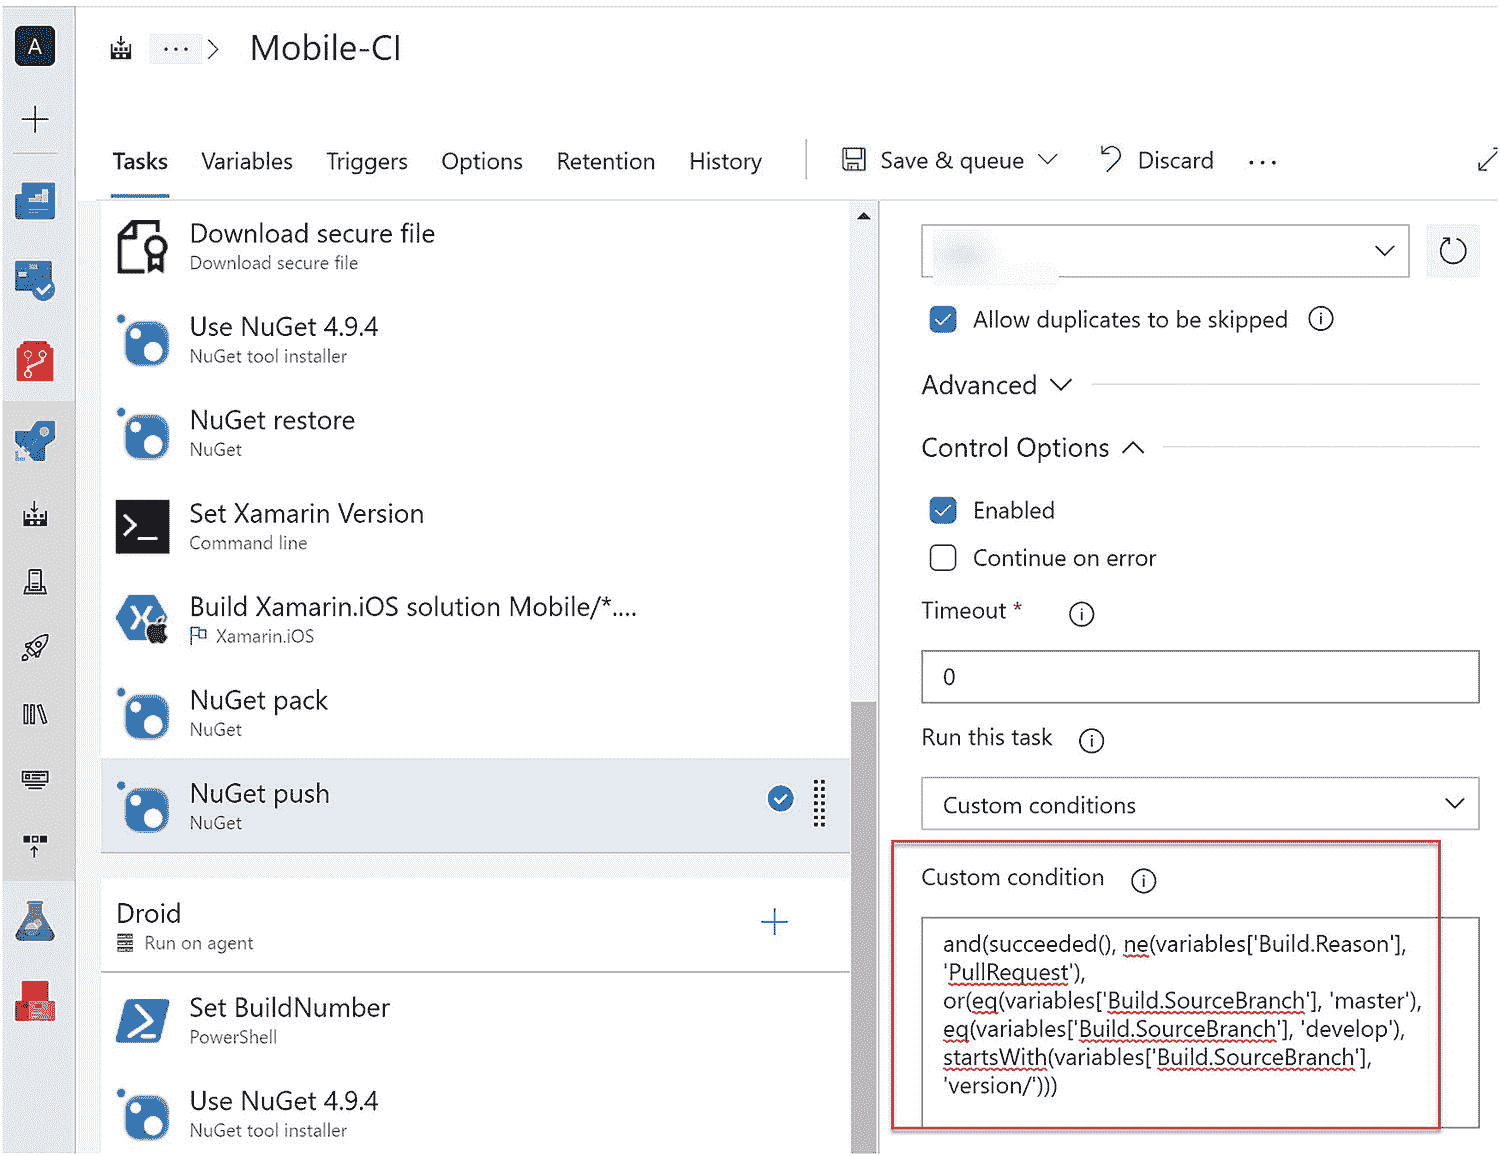 A
··· > Mobile-CI
Tasks Variables Triggers Options Retention History Save & queue Discard ...
Download secure file
Download secure file
Use NuGet 4.9.4
NuGet tool installer
NuGet restore
NuGet
Set Xamarin Version
Command line
Build Xamarin.iOS solution Mobile/*....
Xamarin.iOS
NuGet pack
NuGet
NuGet push
NuGet
Droid
Run on agent
Set BuildNumber
PowerShell
Use NuGet 4.9.4
NuGet tool installer
Allow duplicates to be skipped
Advanced
Control Options
Enabled
Continue on error
Timeout *
0
Run this task
Custom conditions
Custom condition
and(succeeded(), ne(variables['Build.Reason'],
'PullRequest'),
or(eq(variables['Build.SourceBranch'], 'master'),
eq(variables['Build.SourceBranch'], 'develop'),
startsWith(variables['Build.SourceBranch'],
'version/')))